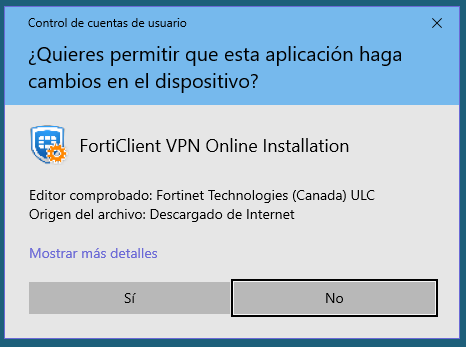 Control de cuentas de usuario
¿Quieres permitir que esta aplicación haga
cambios en el dispositivo?
FortiClient VPN Online Installation
Editor comprobado: Fortinet Technologies (Canada) ULC
Origen del archivo: Descargado de Internet
Mostrar más detalles
Sí
No